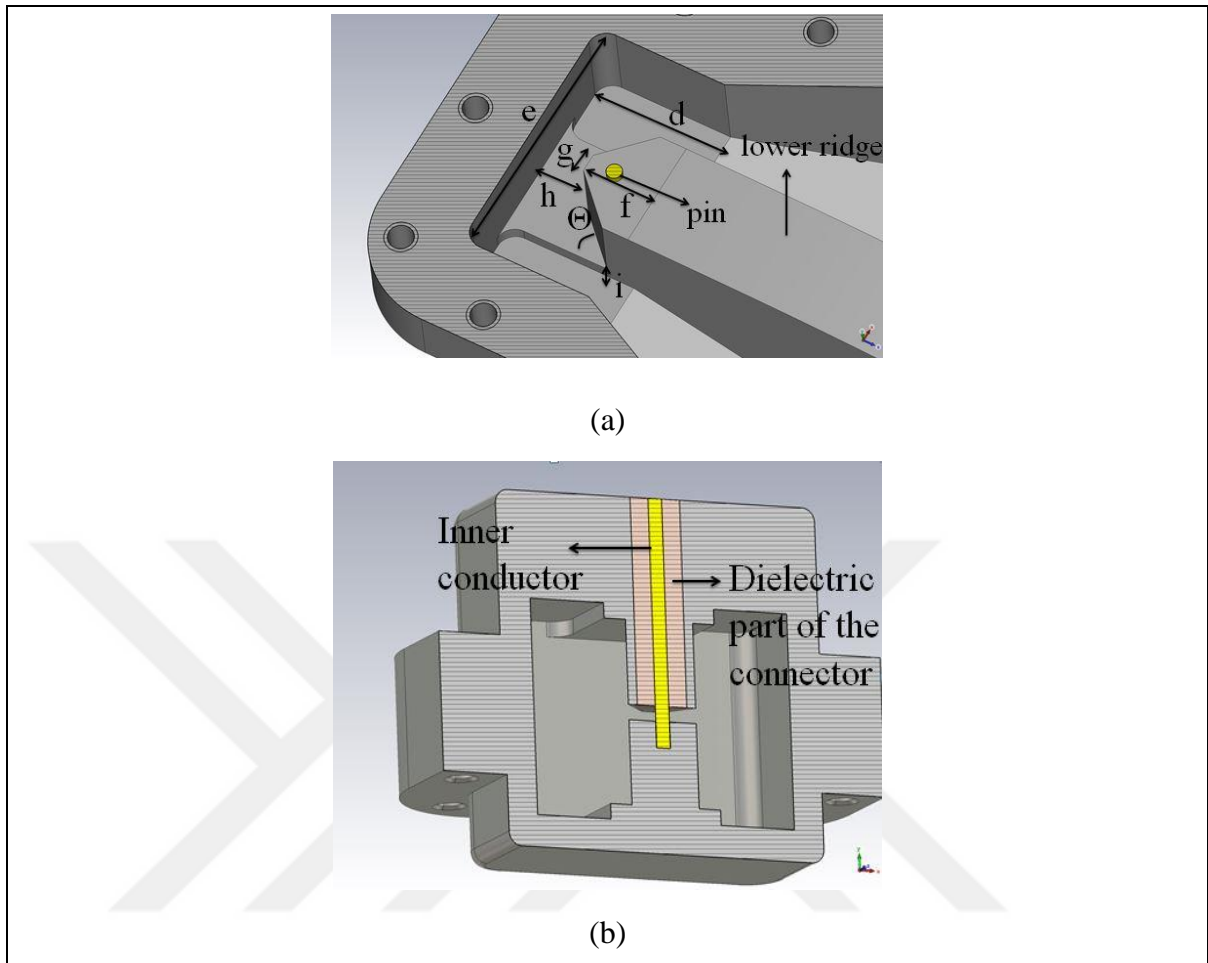 e
d
lower ridge
g
h
f
pin
Θ
i
(a)
Inner
conductor
Dielectric
part of the
connector
(b)